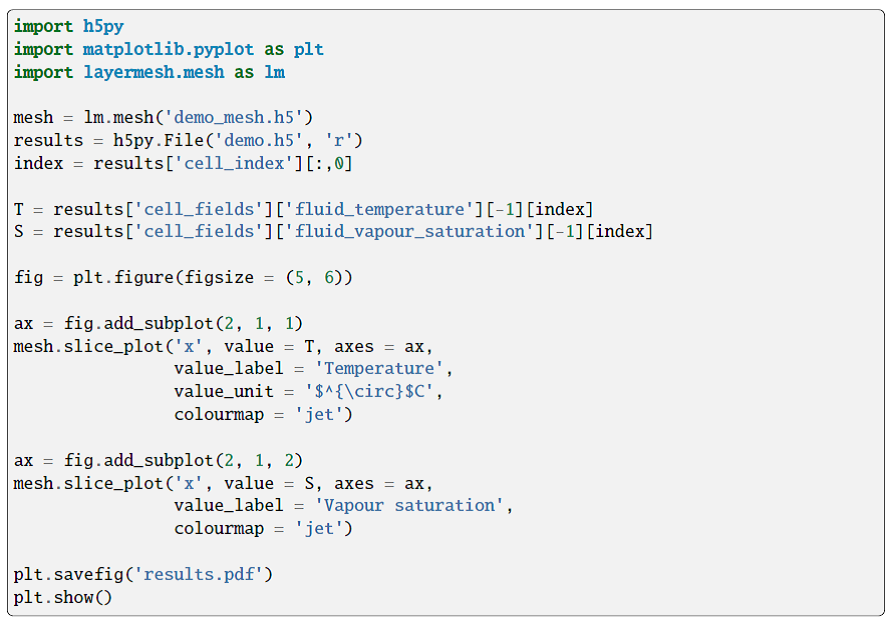 import h5py
import matplotlib.pyplot as plt
import layermesh.mesh as lm

mesh = lm.mesh('demo_mesh.h5')
results = h5py.File('demo.h5', 'r')
index = results['cell_index'][:,0]

T = results['cell_fields']['fluid_temperature'][-1][index]
S = results['cell_fields']['fluid_vapour_saturation'][-1][index]

fig = plt.figure(figsize = (5, 6))

ax = fig.add_subplot(2, 1, 1)
mesh.slice_plot('x', value = T, axes = ax,
                value_label = 'Temperature',
                value_unit = '$^{\circ}$C',
                colourmap = 'jet')

ax = fig.add_subplot(2, 1, 2)
mesh.slice_plot('x', value = S, axes = ax,
                value_label = 'Vapour saturation',
                colourmap = 'jet')

plt.savefig('results.pdf')
plt.show()